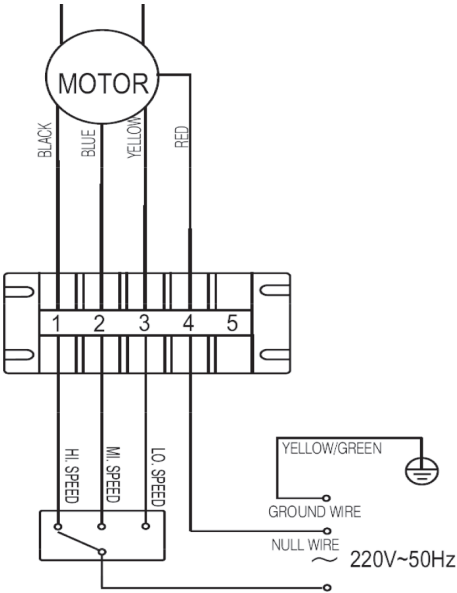 MOTOR
BLACK
BLUE
YELLOW
RED
1 2 3 4 5
HI. SPEED
MI. SPEED
LO. SPEED
YELLOW/GREEN
GROUND WIRE
NULL WIRE
~ 220V~50Hz